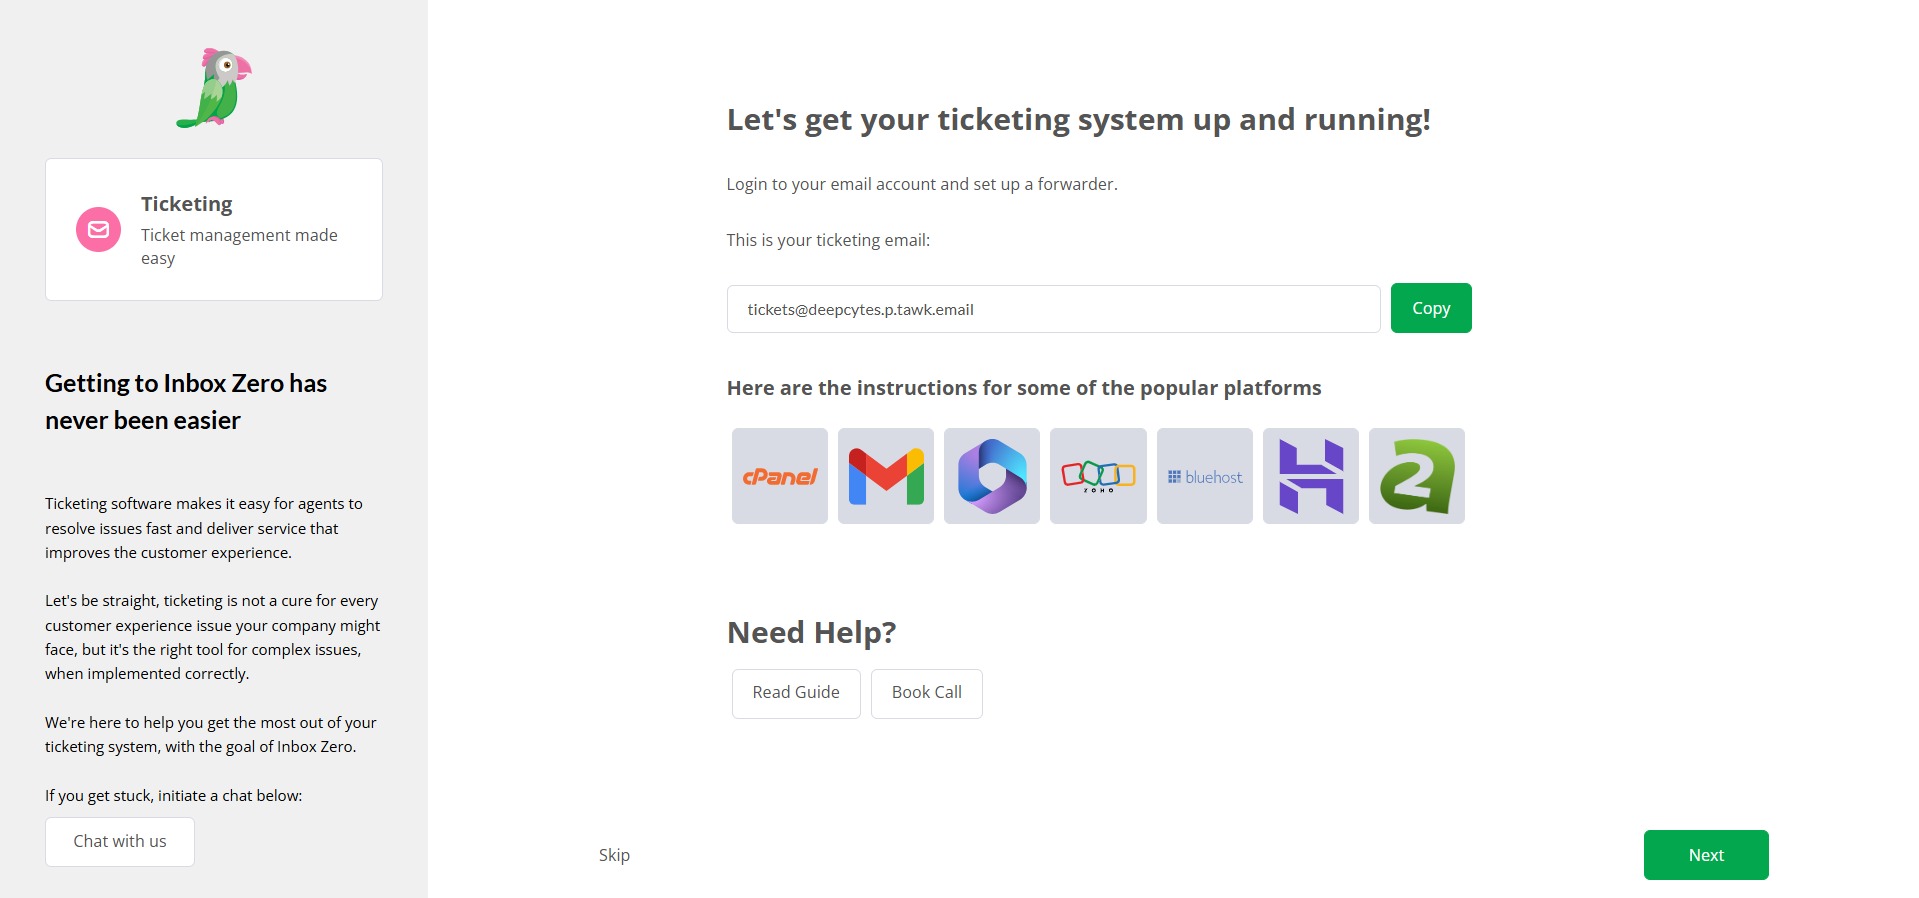 Ticketing
Ticket management made
easy
Getting to Inbox Zero has
never been easier
Ticketing software makes it easy for agents to
resolve issues fast and deliver service that
improves the customer experience.
Let's be straight, ticketing is not a cure for every
customer experience issue your company might
face, but it's the right tool for complex issues,
when implemented correctly.
We're here to help you get the most out of your
ticketing system, with the goal of Inbox Zero.
If you get stuck, initiate a chat below:
Chat with us
Let's get your ticketing system up and running!
Login to your email account and set up a forwarder.
This is your ticketing email:
tickets@deepcytes.p.tawk.email
Copy
Here are the instructions for some of the popular platforms
cPanel
ZOHO
bluehost
a2
Need Help?
Read Guide
Book Call
Skip
Next